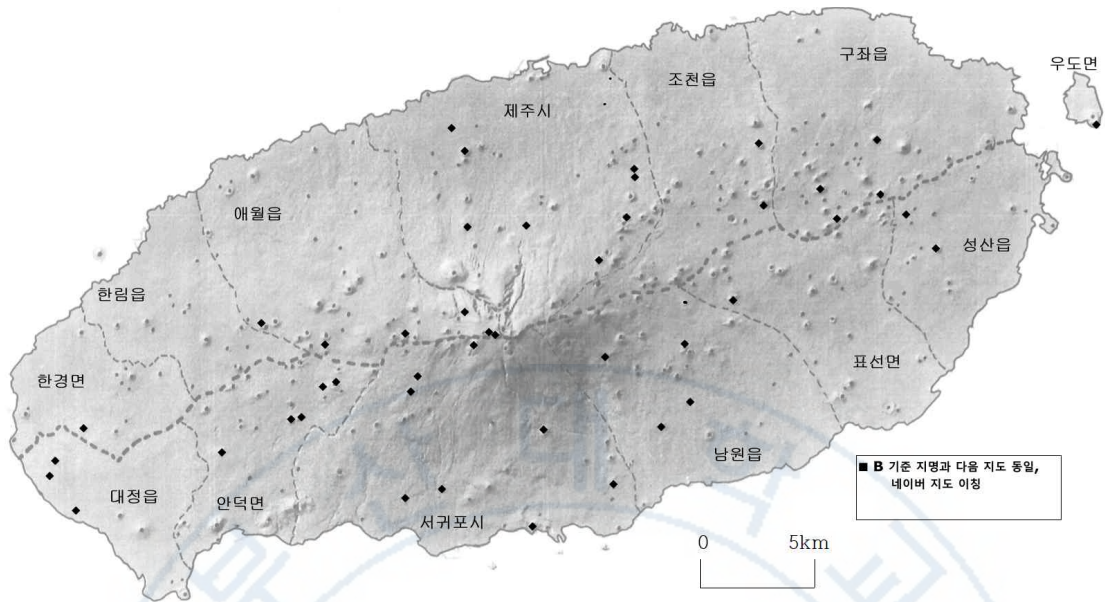 구좌읍
우도면
조천읍
제주시
애월읍
성산읍
한림읍
표선면
한경면
남원읍
■ B 기준 지명과 다음 지도 동일,
네이버 지도 이칭
대정읍
안덕면
서귀포시
0 5km